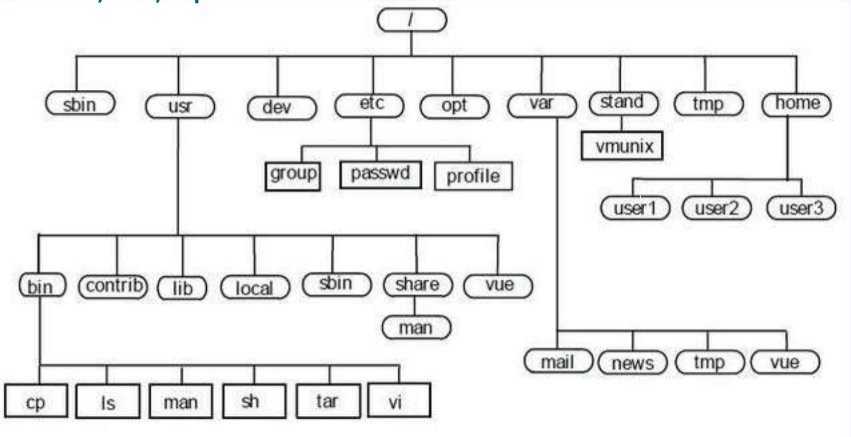 /
sbin usr dev etc opt var stand tmp home
vmunix
group passwd profile
user1 user2 user3
bin contrib lib local sbin share vue
man
mail news tmp vue
cp ls man sh tar vi